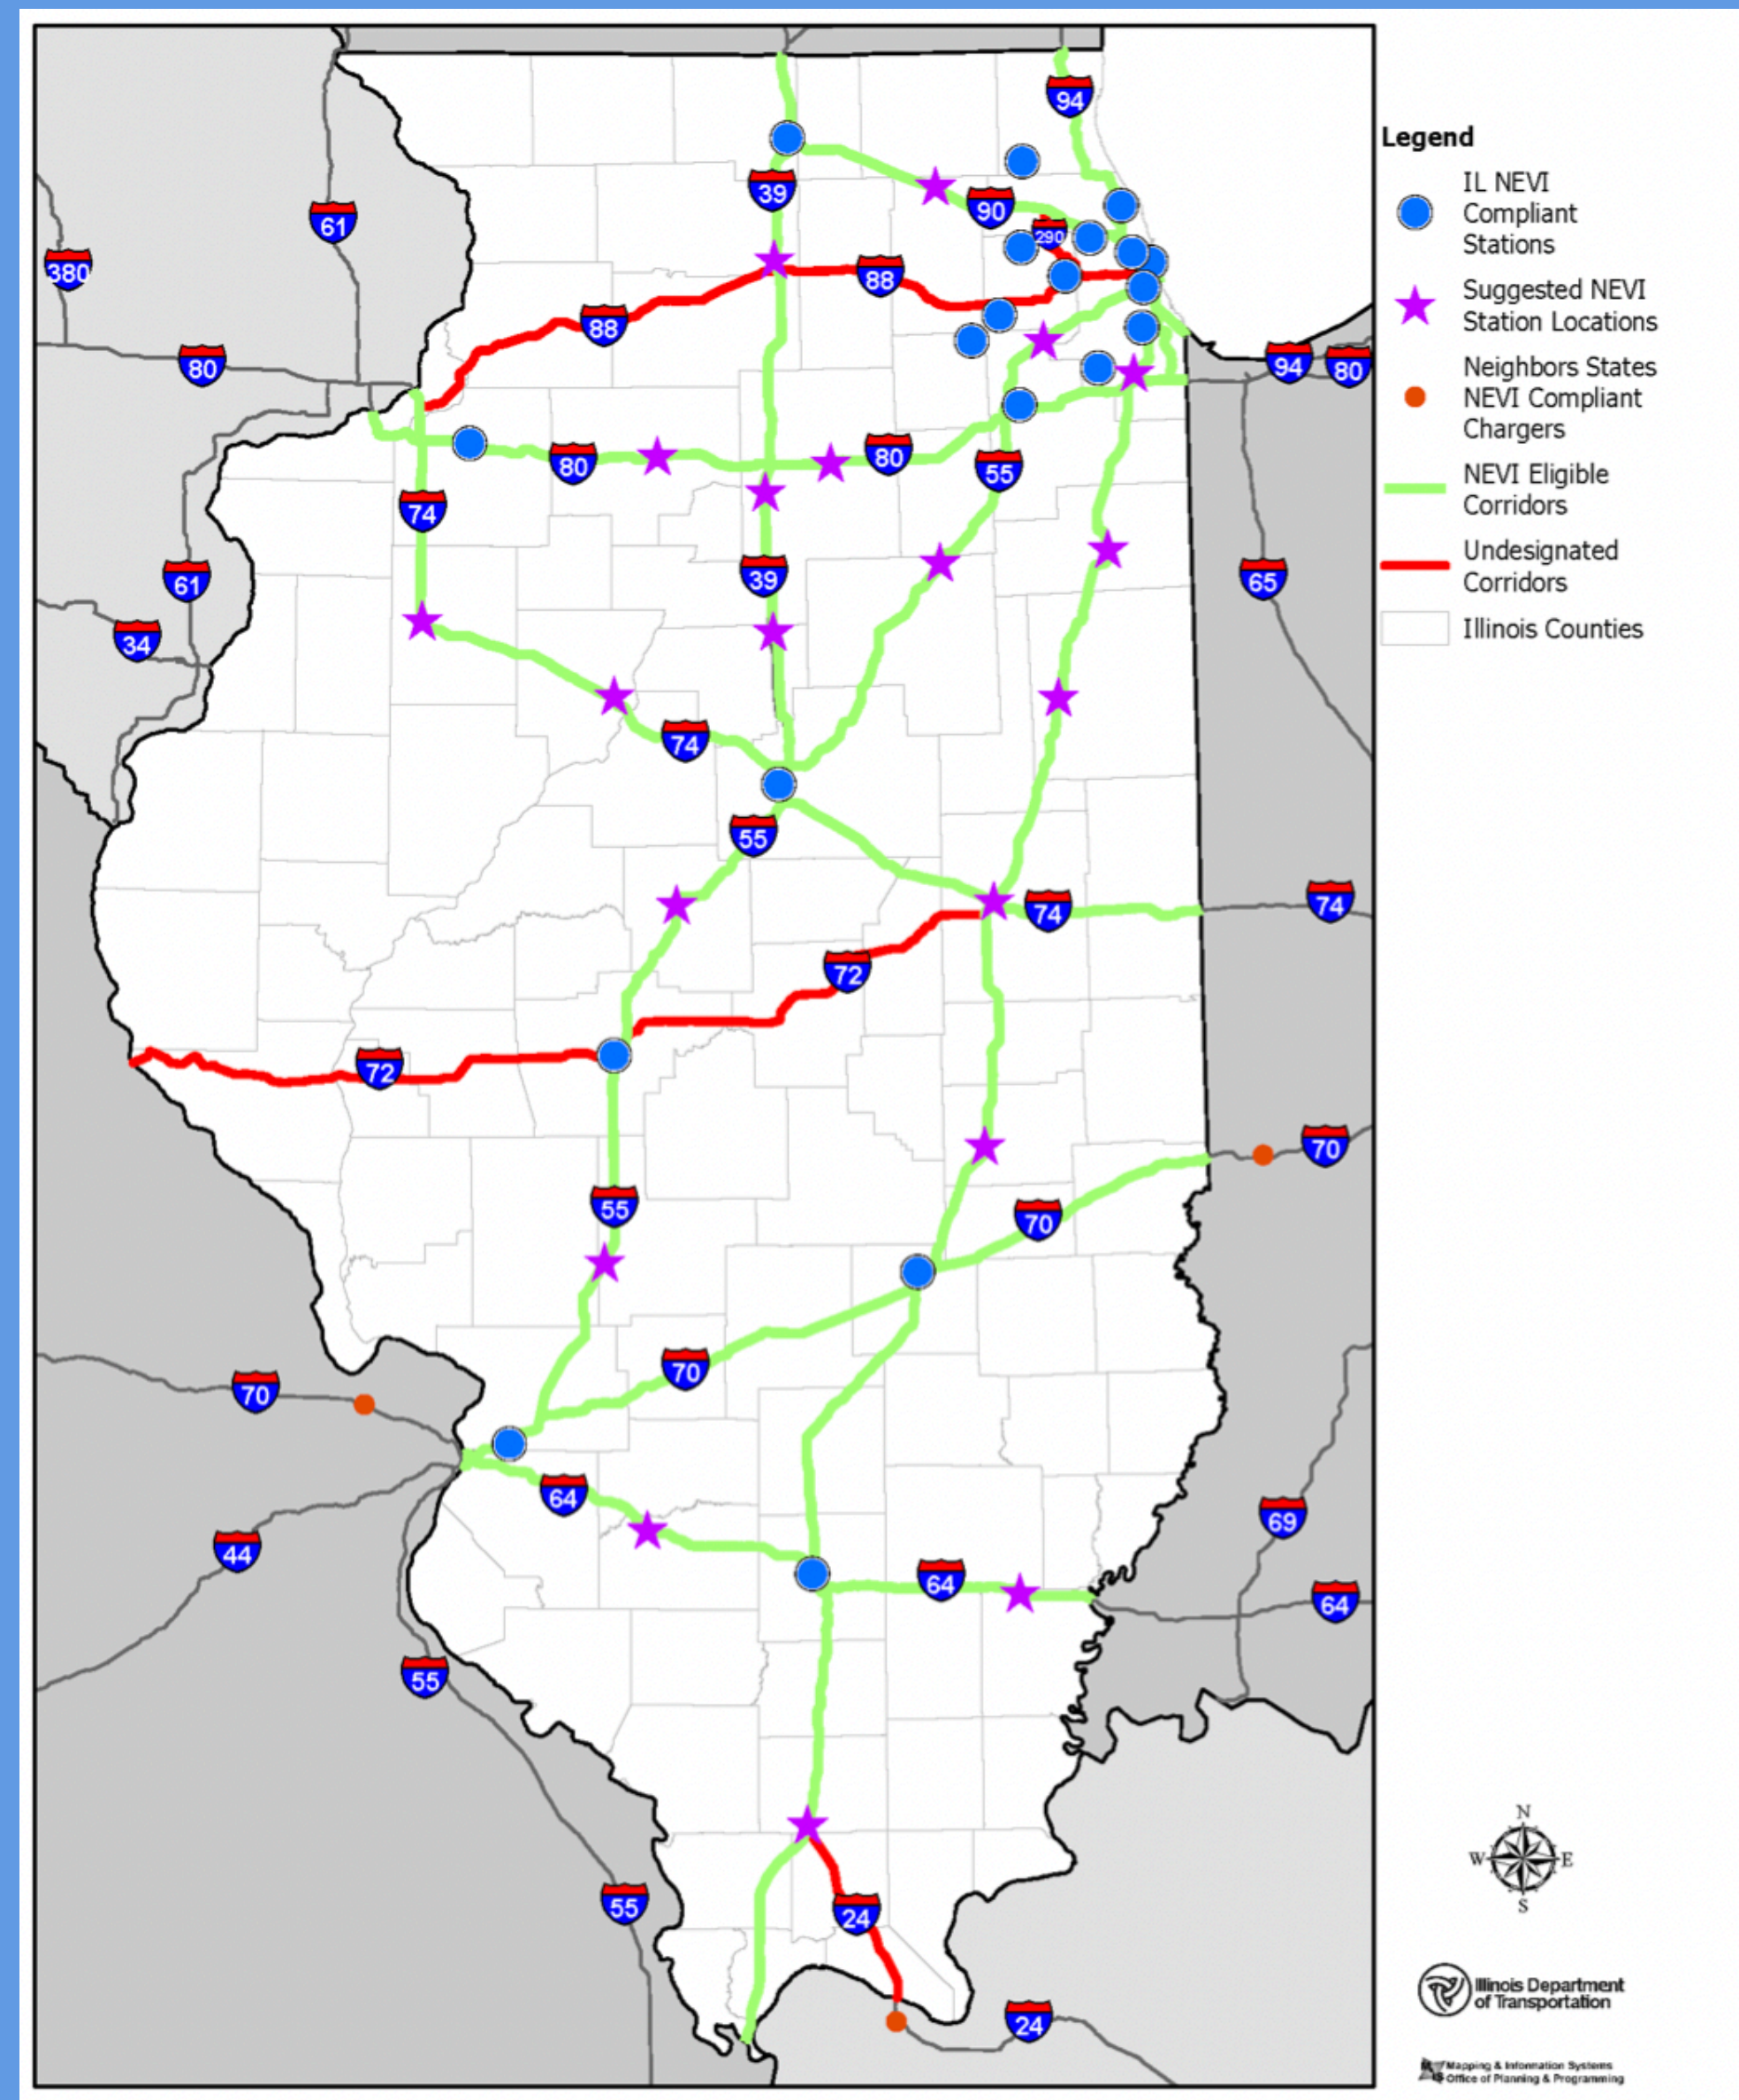 94
Legend
IL NEVI
Compliant
Stations
39
61
90
290
380
88
Suggested NEVI
Station Locations
88
80
94
80
Neighbors States
NEVI Compliant
Chargers
80
80
55
NEVI Eligible
Corridors
74
39
61
65
Undesignated
Corridors
34
Illinois Counties
74
55
74
74
72
72
70
55
70
70
70
64
69
44
64
64
55
N
W
E
S
55
24
Illinois Department
of Transportation
24
Mapping & Information Systems
Office of Planning & Programming